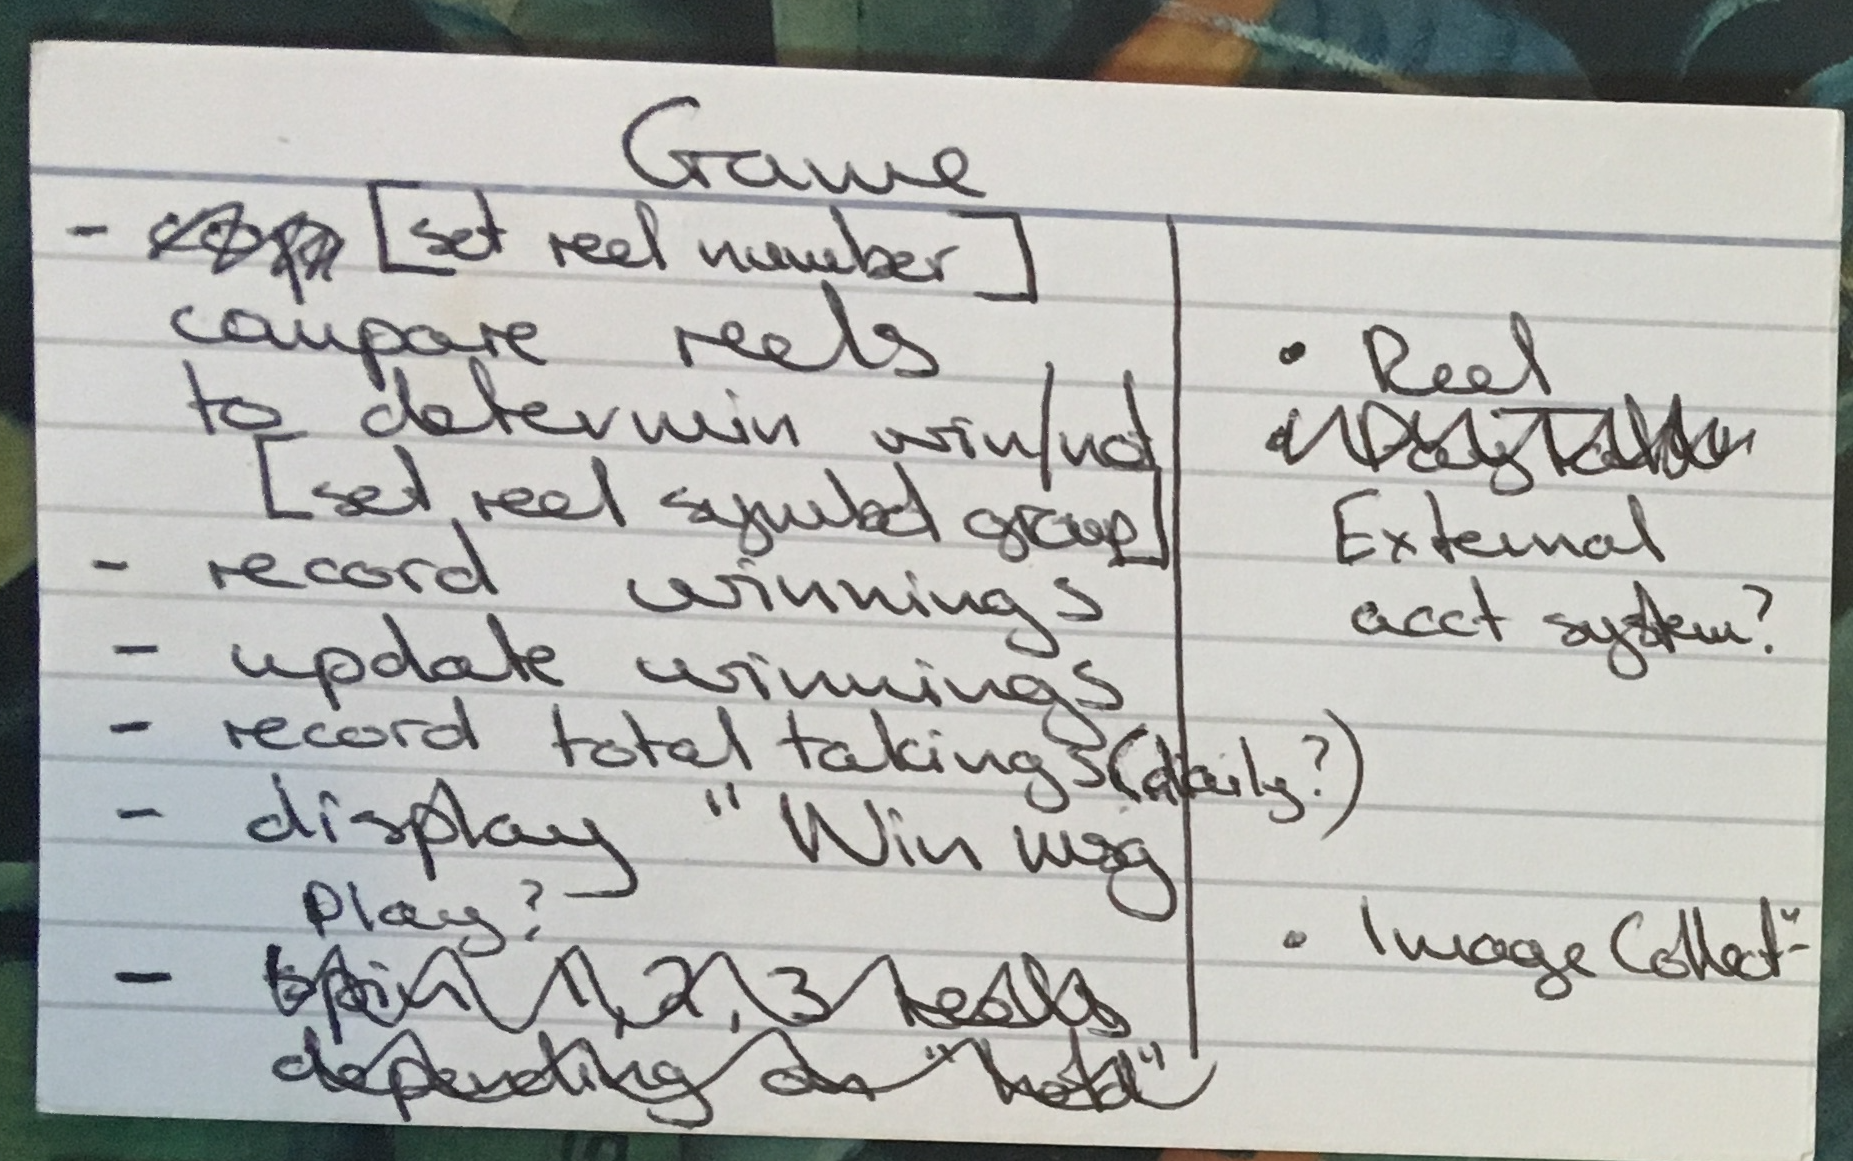 Game
- [set reel number]
compare reels
to determin win/not
[set reel symbol group]
- record winnings
- update winnings
- record total takings (daily?)
- display "Win msg
Play?
- spin 1, 2, 3 reels
depending on "hold"
• Reel
External
acct system?
• Image Collect"